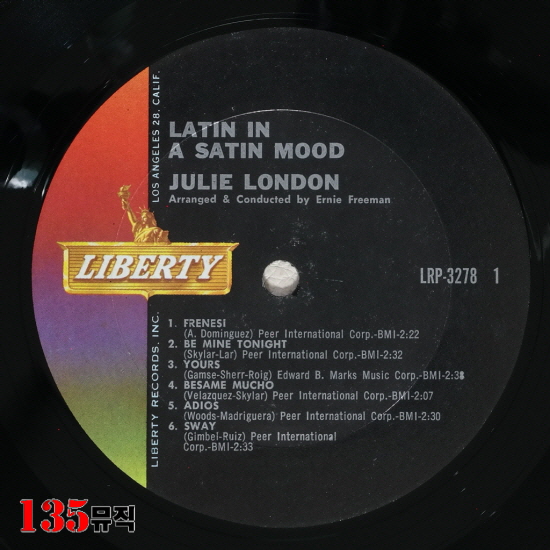 LOS ANGELES 28, CALIF.
LATIN IN
A SATIN MOOD
JULIE LONDON
Arranged & Conducted by Ernie Freeman
LIBERTY
LRP-3278 1
1. FRENESI
(A. Dominguez) Peer International Corp.-BMI-2:22
2. BE MINE TONIGHT
(Skylar-Lar) Peer International Corp.-BMI-2:32
3. YOURS
(Gamse-Sherr-Roig) Edward B. Marks Music Corp.-BMI-2:38
4. BESAME MUCHO
(Velazquez-Skylar) Peer International Corp.-BMI-2:07
5. ADIOS
(Woods-Madriguera) Peer International Corp.-BMI-2:30
6. SWAY
(Gimbel-Ruiz) Peer International
Corp.-BMI-2:33
LIBERTY RECORDS, INC.
135뮤직